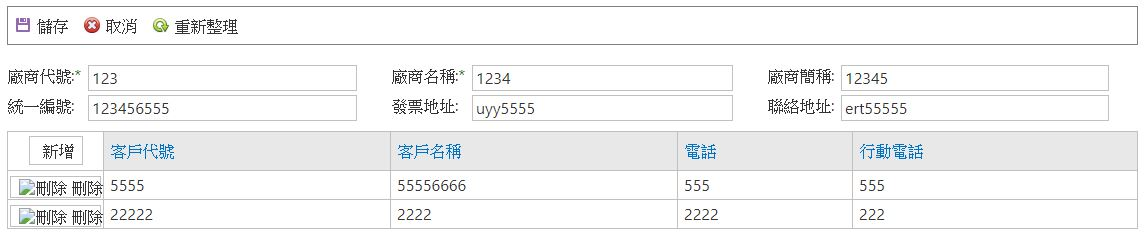 儲存 取消 重新整理
廠商代號:* 123 廠商名稱:* 1234 廠商簡稱: 12345
統一編號: 123456555 發票地址: uyy5555 聯絡地址: ert55555
新增 客戶代號 客戶名稱 電話 行動電話
刪除 刪除 5555 55556666 555 555
刪除 刪除 22222 2222 2222 222